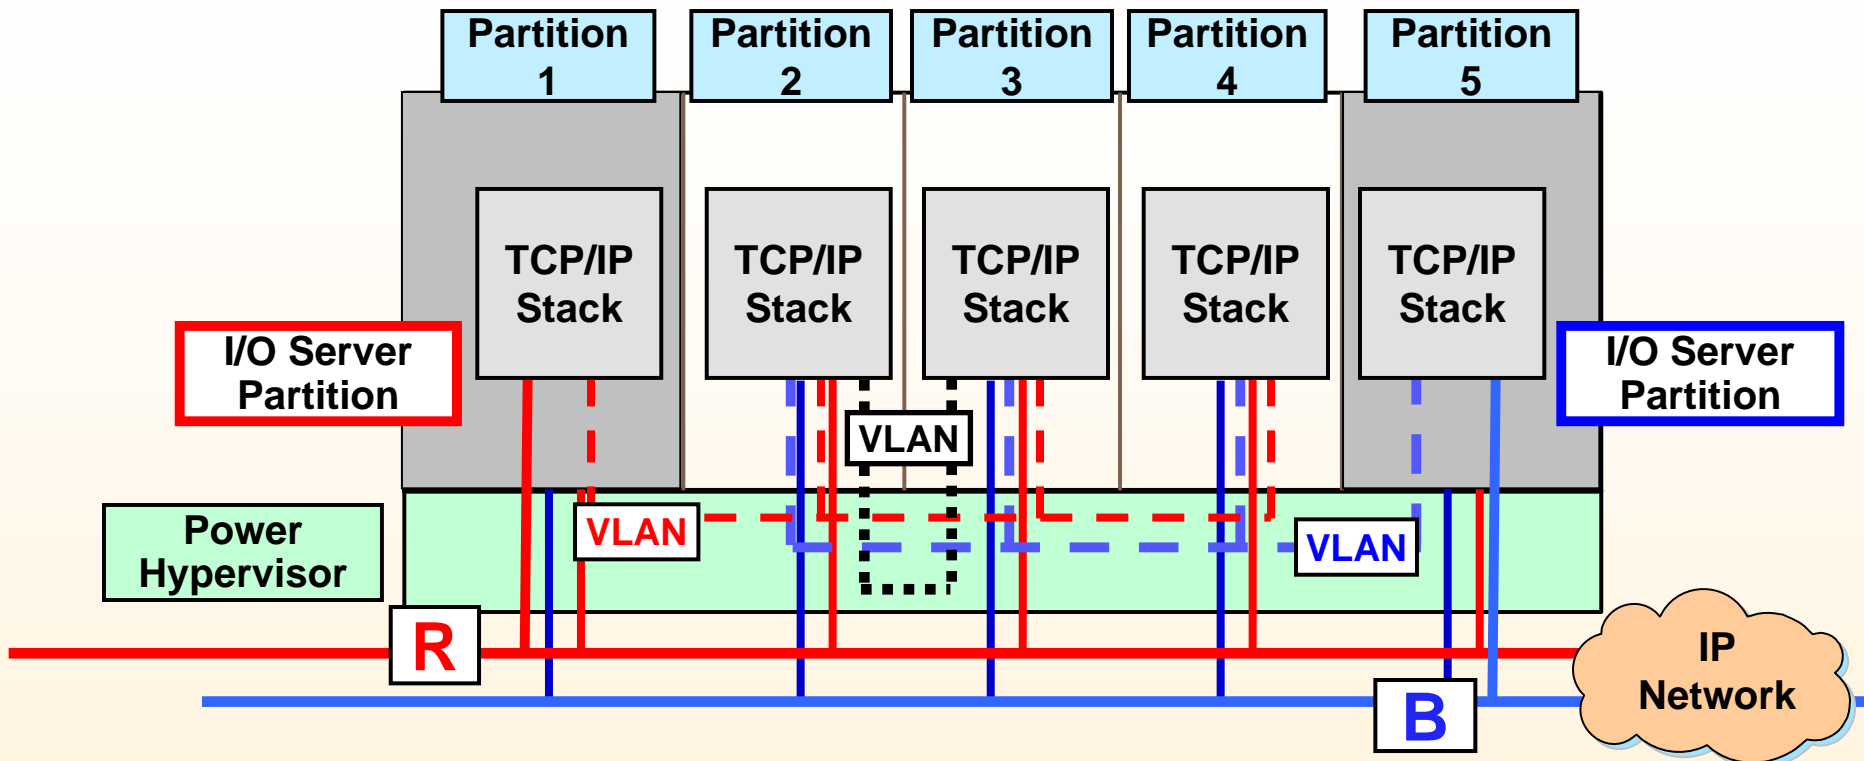 Partition
1
Partition
2
Partition
3
Partition
4
Partition
5
TCP/IP
Stack
TCP/IP
Stack
TCP/IP
Stack
TCP/IP
Stack
TCP/IP
Stack
I/O Server
Partition
I/O Server
Partition
VLAN
Power
Hypervisor
VLAN
VLAN
R
IP
Network
B